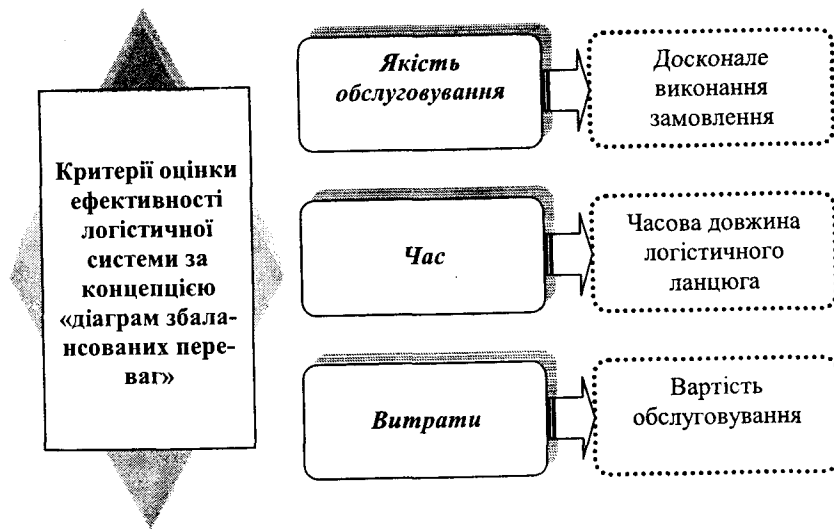 Критерії оцінки
ефективності
логістичної
системи за
концепцією
«діаграм збала-
нсованих пере-
ваг»
Якість
обслуговування
Досконале
виконання
замовлення
Час
Часова довжина
логістичного
ланцюга
Витрати
Вартість
обслуговування